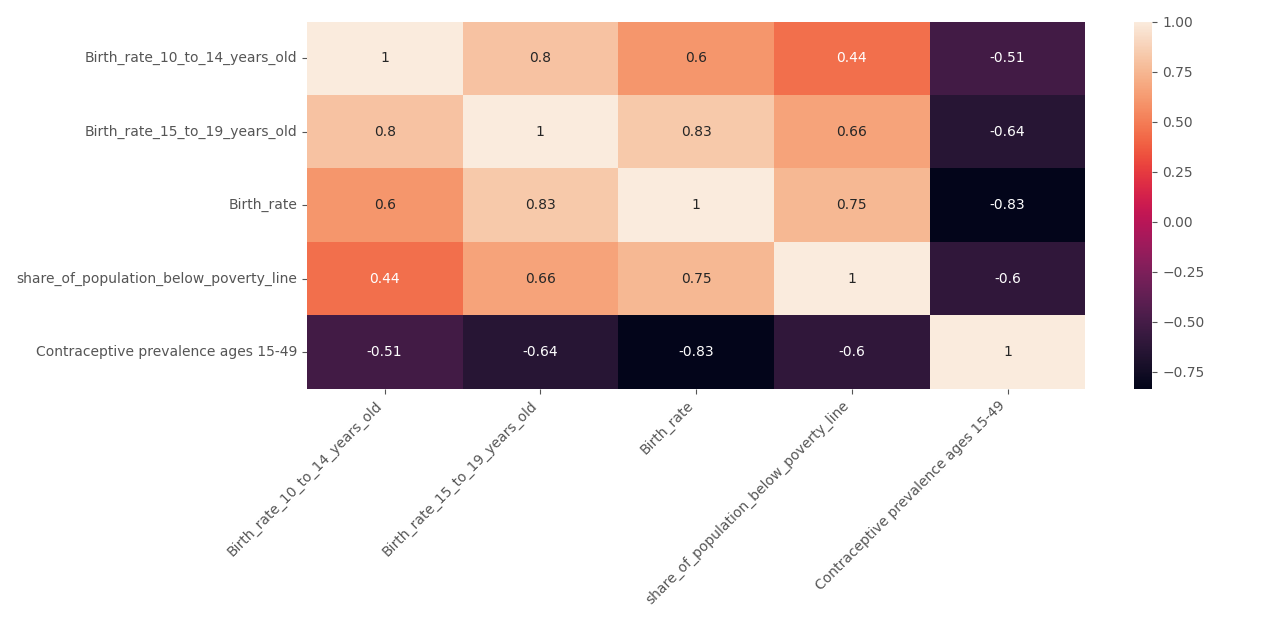 Birth_rate_10_to_14_years_old 1 0.8 0.6 0.44 -0.51
Birth_rate_15_to_19_years_old 0.8 1 0.83 0.66 -0.64
Birth_rate 0.6 0.83 1 0.75 -0.83
share_of_population_below_poverty_line 0.44 0.66 0.75 1 -0.6
Contraceptive prevalence ages 15-49 -0.51 -0.64 -0.83 -0.6 1
Birth_rate_10_to_14_years_old
Birth_rate_15_to_19_years_old
Birth_rate
share_of_population_below_poverty_line
Contraceptive prevalence ages 15-49
1.00
0.75
0.50
0.25
0.00
−0.25
−0.50
−0.75